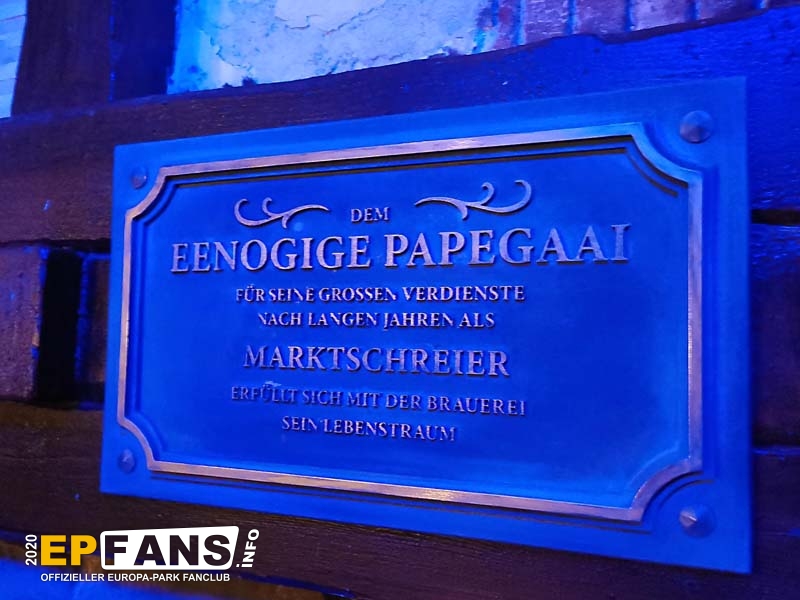 DEM
EENOGIGE PAPEGAAI
FÜR SEINE GROSSEN VERDIENSTE
NACH LANGEN JAHREN ALS
MARKTSCHREIER
ERFÜLLT SICH MIT DER BRAUEREI
SEIN LEBENSTRAUM
2020 EPFANS.INFO
OFFIZIELLER EUROPA-PARK FANCLUB